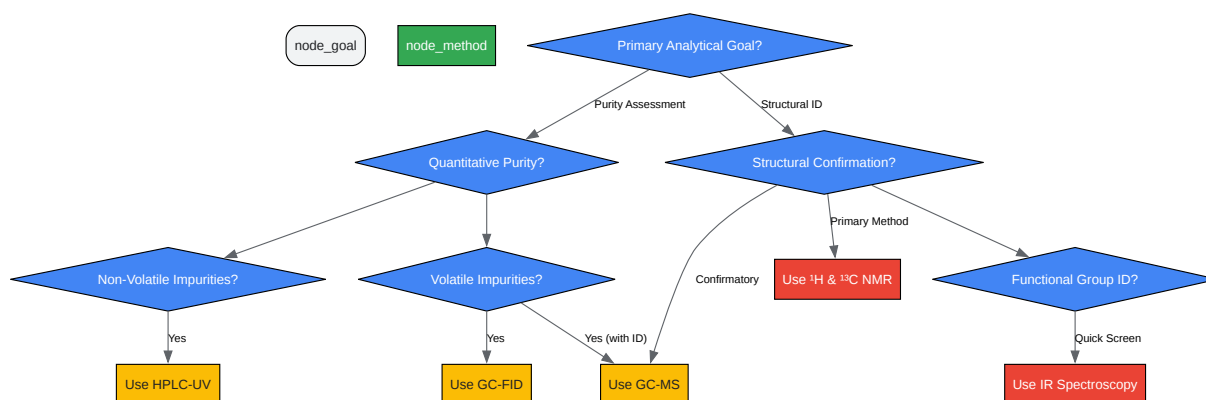 node_goal
node_method
Primary Analytical Goal?
Purity Assessment
Structural ID
Quantitative Purity?
Structural Confirmation?
Primary Method
Non-Volatile Impurities?
Volatile Impurities?
Confirmatory
Use ¹H & ¹³C NMR
Functional Group ID?
Yes
Yes
Yes (with ID)
Quick Screen
Use HPLC-UV
Use GC-FID
Use GC-MS
Use IR Spectroscopy